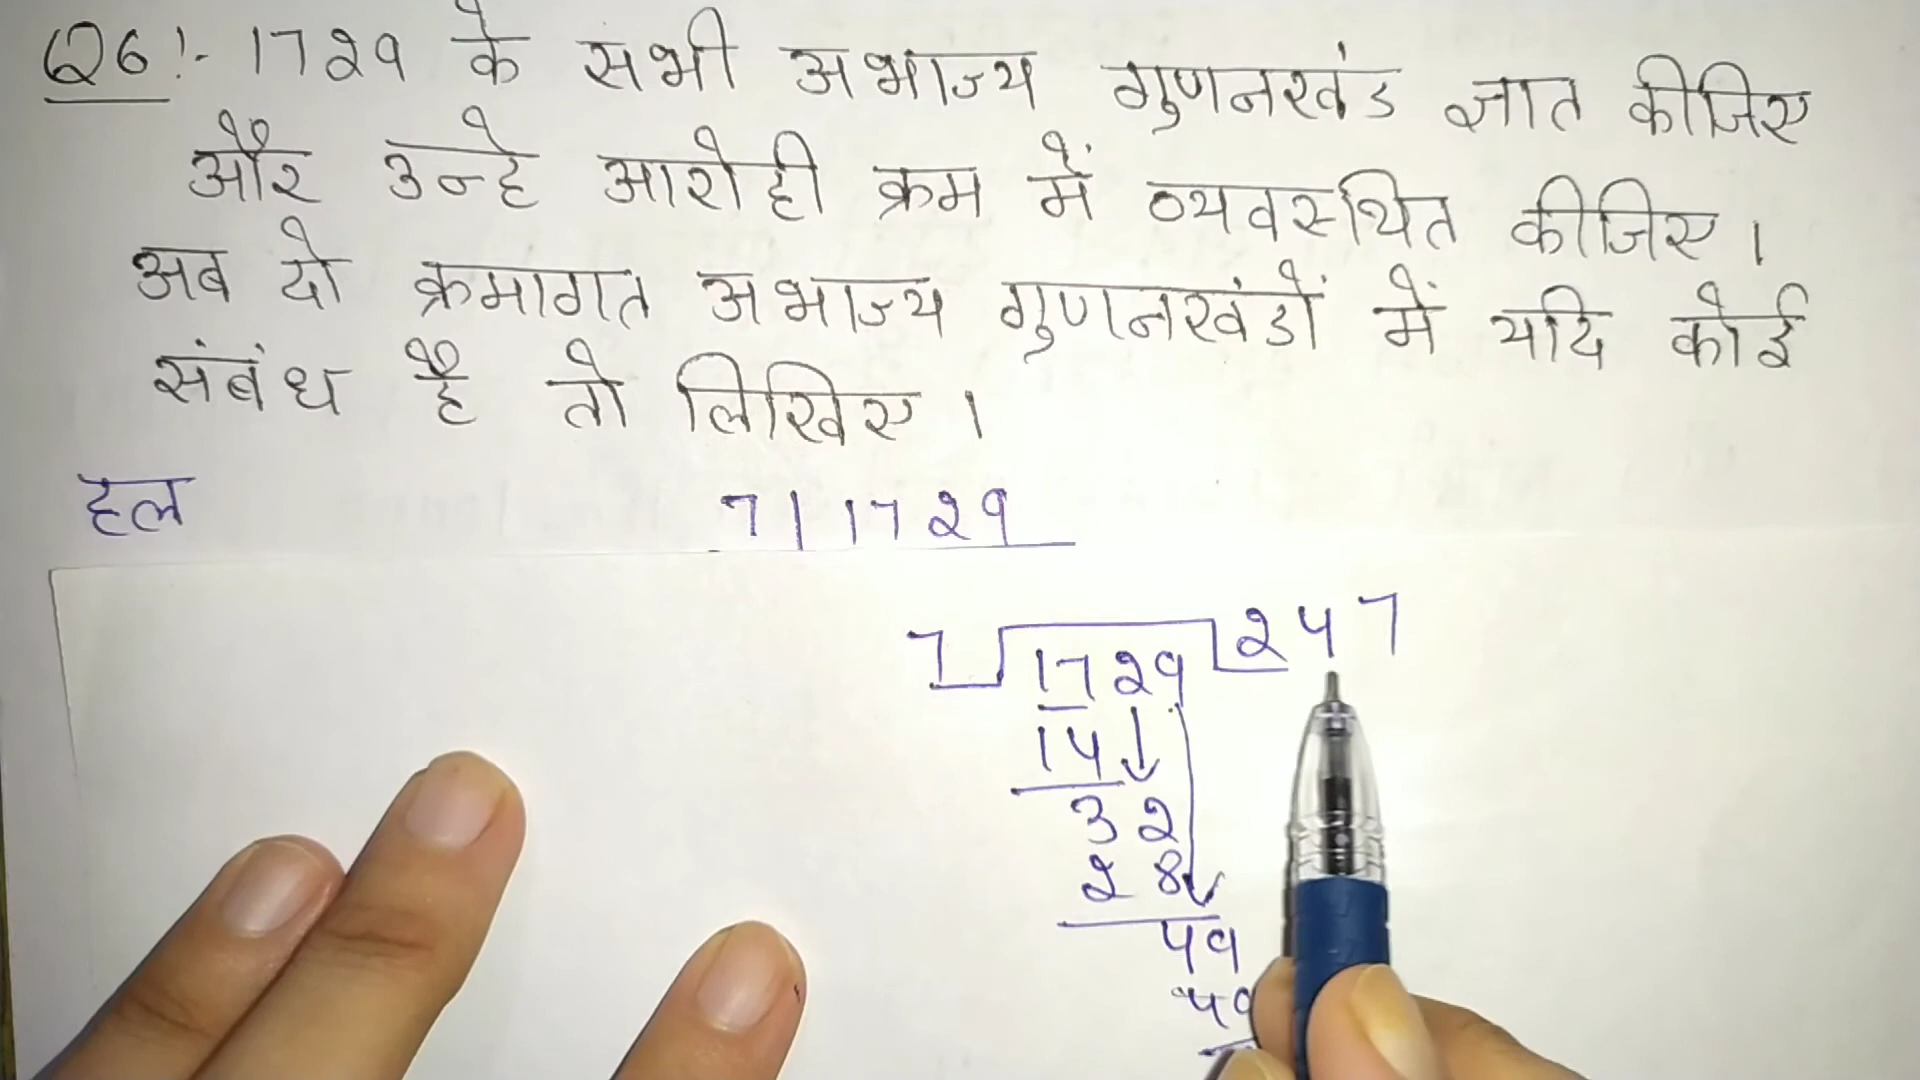 Q6!- 1729 के सभी अभाज्य गुणनखंड ज्ञात कीजिए
और उन्हे आरोही क्रम में व्यवस्थित कीजिए ।
अब दो क्रमागत अभाज्य गुणनखंडों में यदि कोई
संबंध है तो लिखिए ।
हल
7 | 1729
7 1729 247
14
32
28
49
49